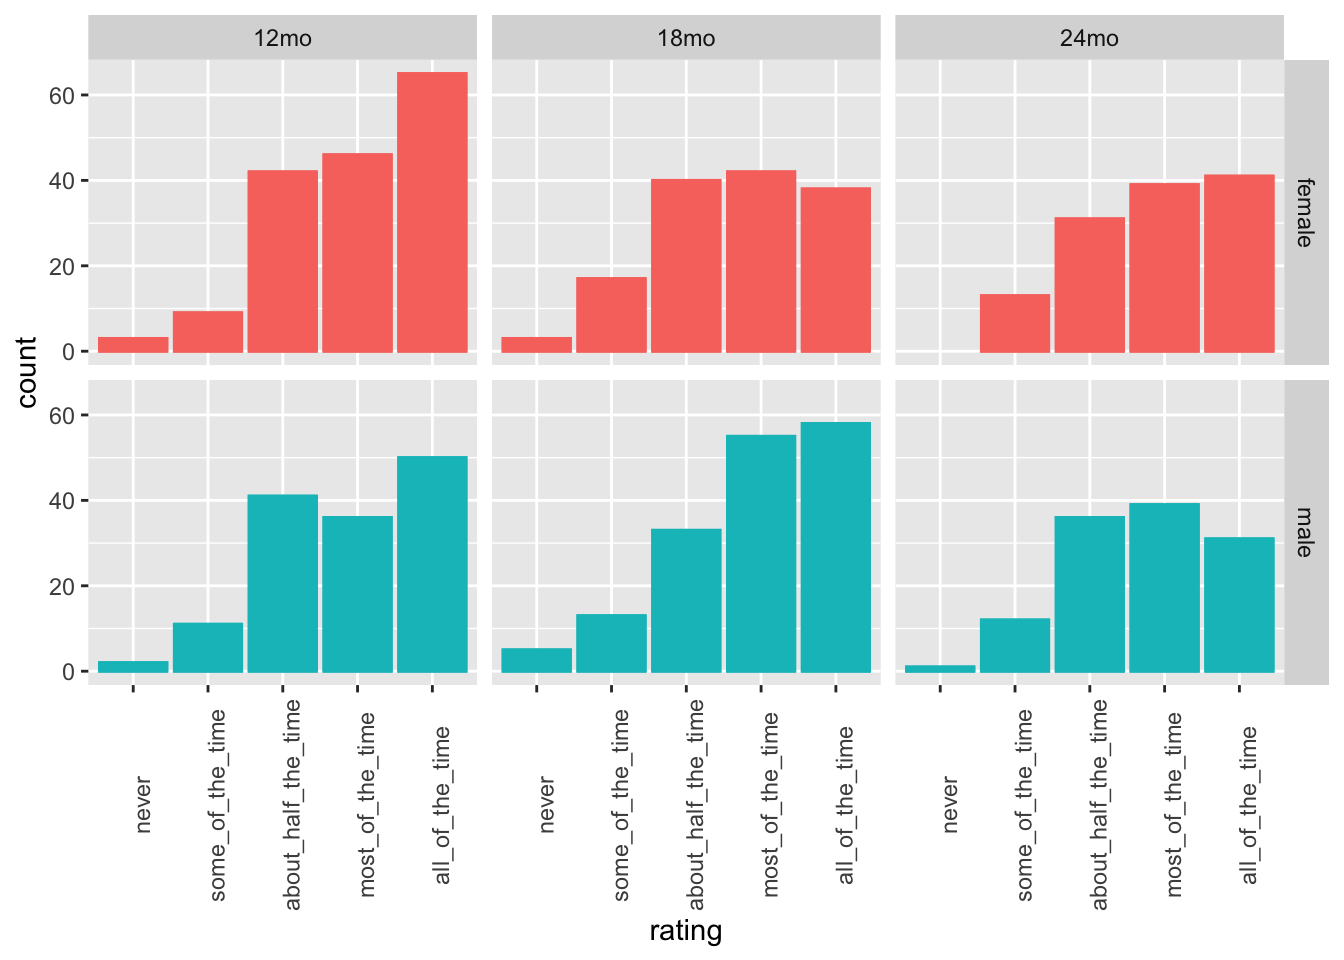 12mo
18mo
24mo
count
60
40
20
0
female
60
40
20
0
male
never
some_of_the_time
about_half_the_time
most_of_the_time
all_of_the_time
never
some_of_the_time
about_half_the_time
most_of_the_time
all_of_the_time
never
some_of_the_time
about_half_the_time
most_of_the_time
all_of_the_time
rating